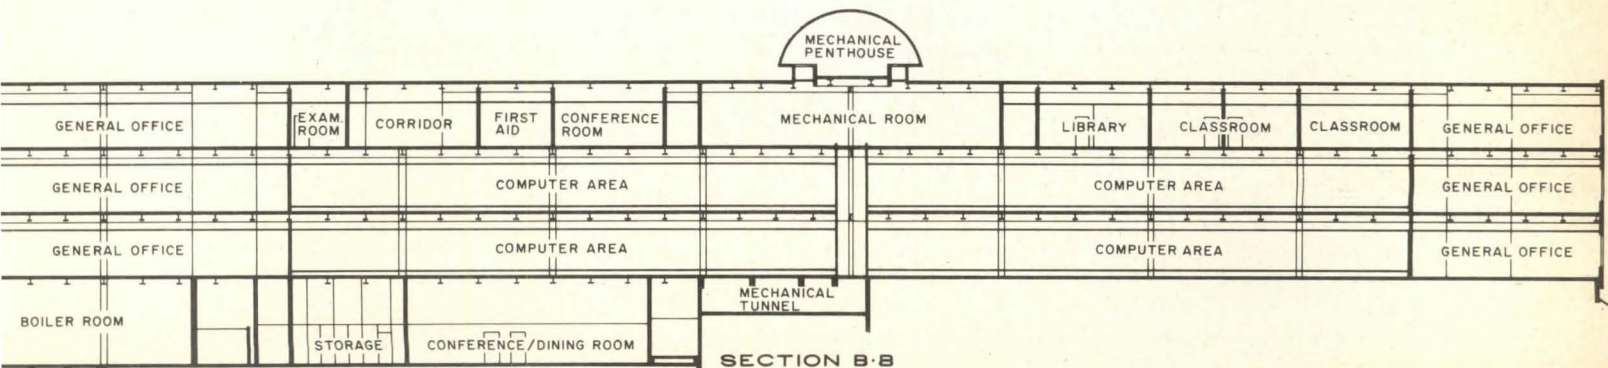 MECHANICAL
PENTHOUSE
GENERAL OFFICE
EXAM.
ROOM
CORRIDOR
FIRST
AID
CONFERENCE
ROOM
MECHANICAL ROOM
LIBRARY
CLASSROOM
CLASSROOM
GENERAL OFFICE
GENERAL OFFICE
COMPUTER AREA
COMPUTER AREA
GENERAL OFFICE
GENERAL OFFICE
COMPUTER AREA
COMPUTER AREA
GENERAL OFFICE
BOILER ROOM
STORAGE
CONFERENCE/DINING ROOM
MECHANICAL
TUNNEL
SECTION B·B